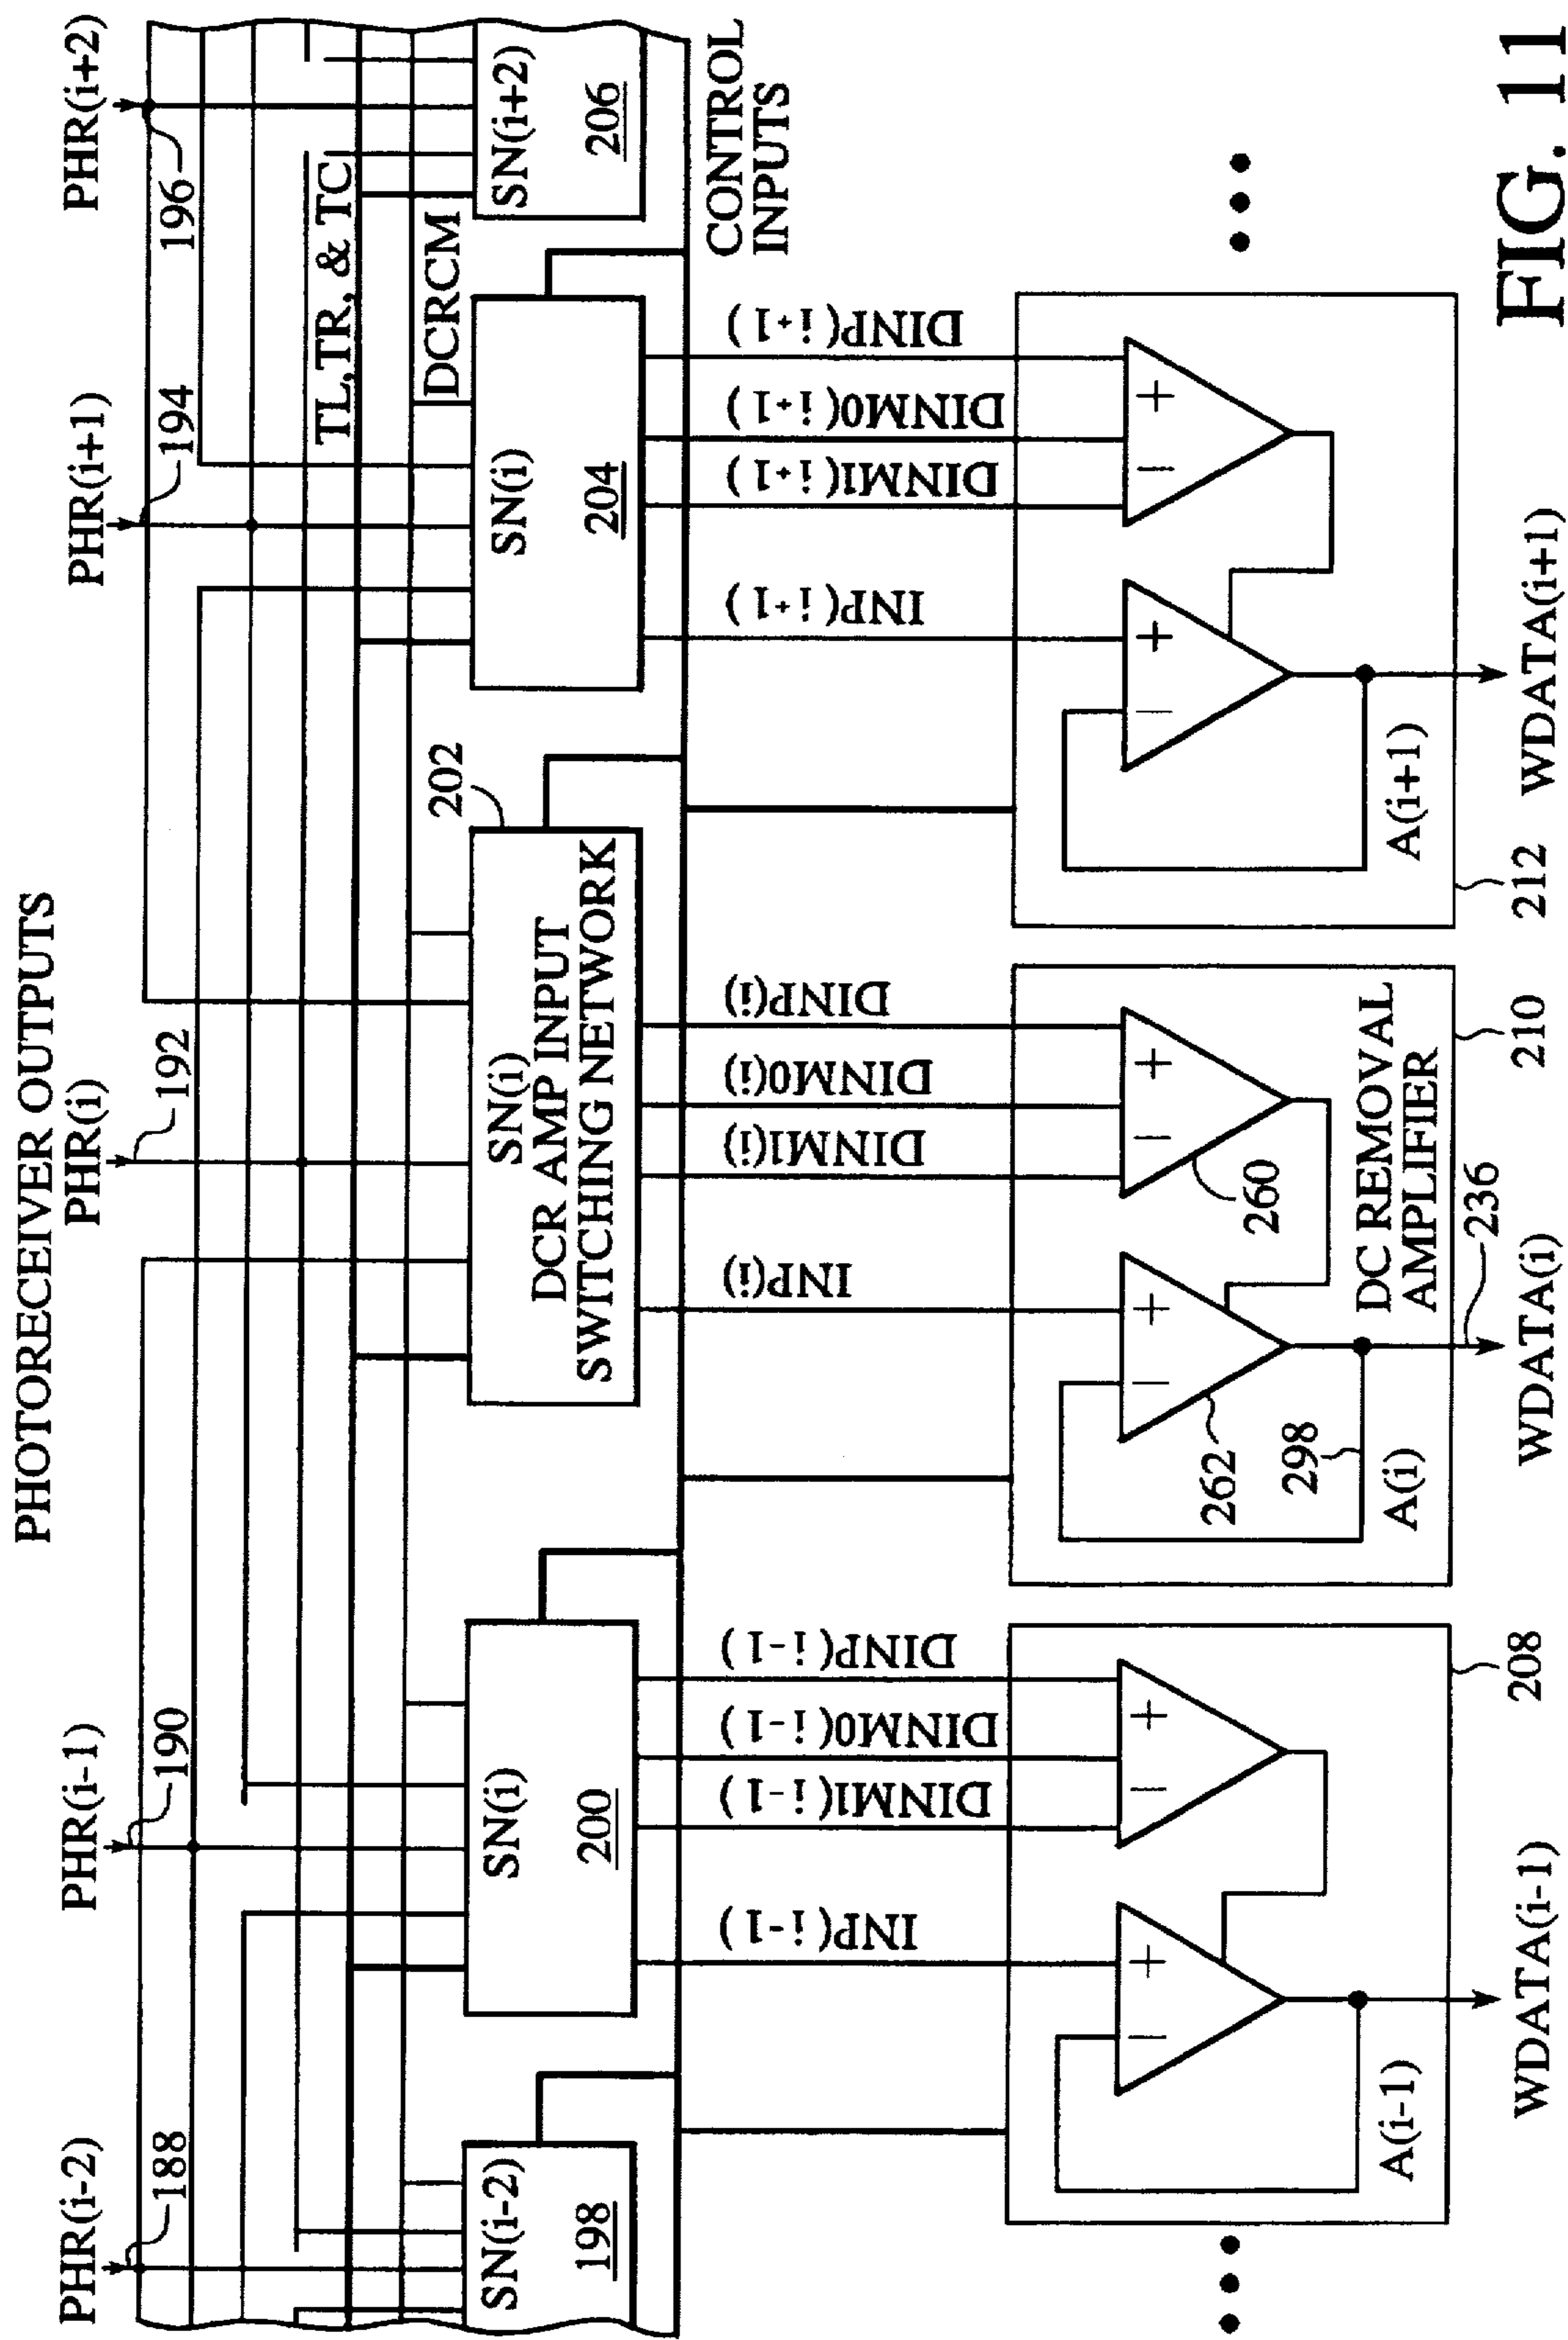 PHOTORECEIVER OUTPUTS
PHR(i-2)
PHR(i-1)
PHR(i)
PHR(i+1)
PHR(i+2)
188
190
192
194
196
TL,TR, & TC
DCRCM
202
SN(i-2)
198
SN(i)
200
SN(i)
DCR AMP INPUT
SWITCHING NETWORK
SN(i)
204
SN(i+2)
206
CONTROL
INPUTS
INP(i-1)
DINM1(i-1)
DINM0(i-1)
DINP(i-1)
INP(i)
DINM1(i)
DINM0(i)
DINP(i)
INP(i+1)
DINM1(i+1)
DINM0(i+1)
DINP(i+1)
− +
− +
− +
− +
− +
− +
262
260
298
A(i-1)
A(i)
A(i+1)
DC REMOVAL
AMPLIFIER
208
210
212
236
WDATA(i-1)
WDATA(i)
WDATA(i+1)
FIG. 11